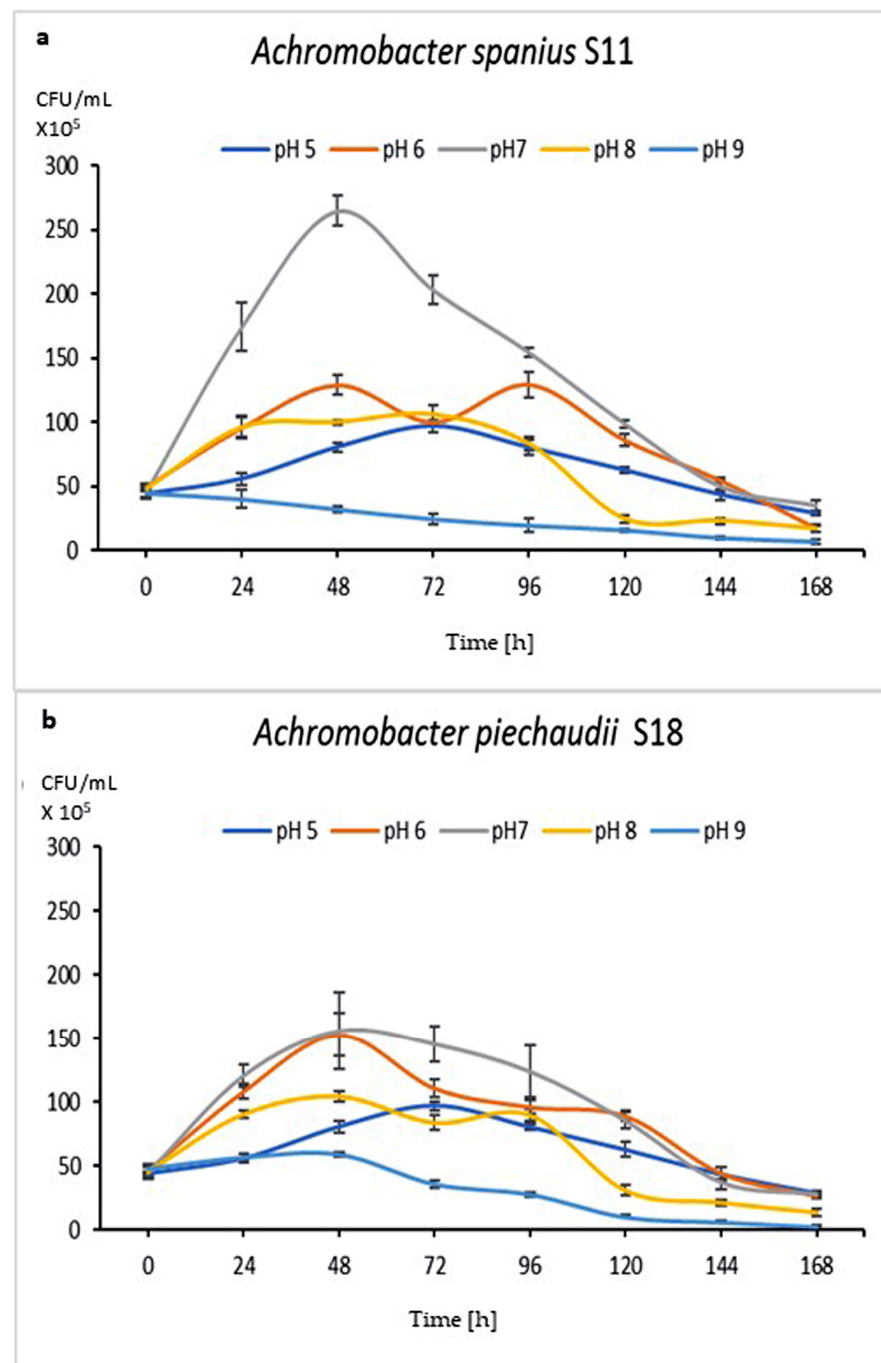 a
Achromobacter spanius S11
CFU/mL
X10⁵
pH 5 pH 6 pH7 pH 8 pH 9
300
250
200
150
100
50
0
0 24 48 72 96 120 144 168
Time [h]
b
Achromobacter piechaudii S18
CFU/mL
X 10⁵
pH 5 pH 6 pH7 pH 8 pH 9
300
250
200
150
100
50
0
0 24 48 72 96 120 144 168
Time [h]